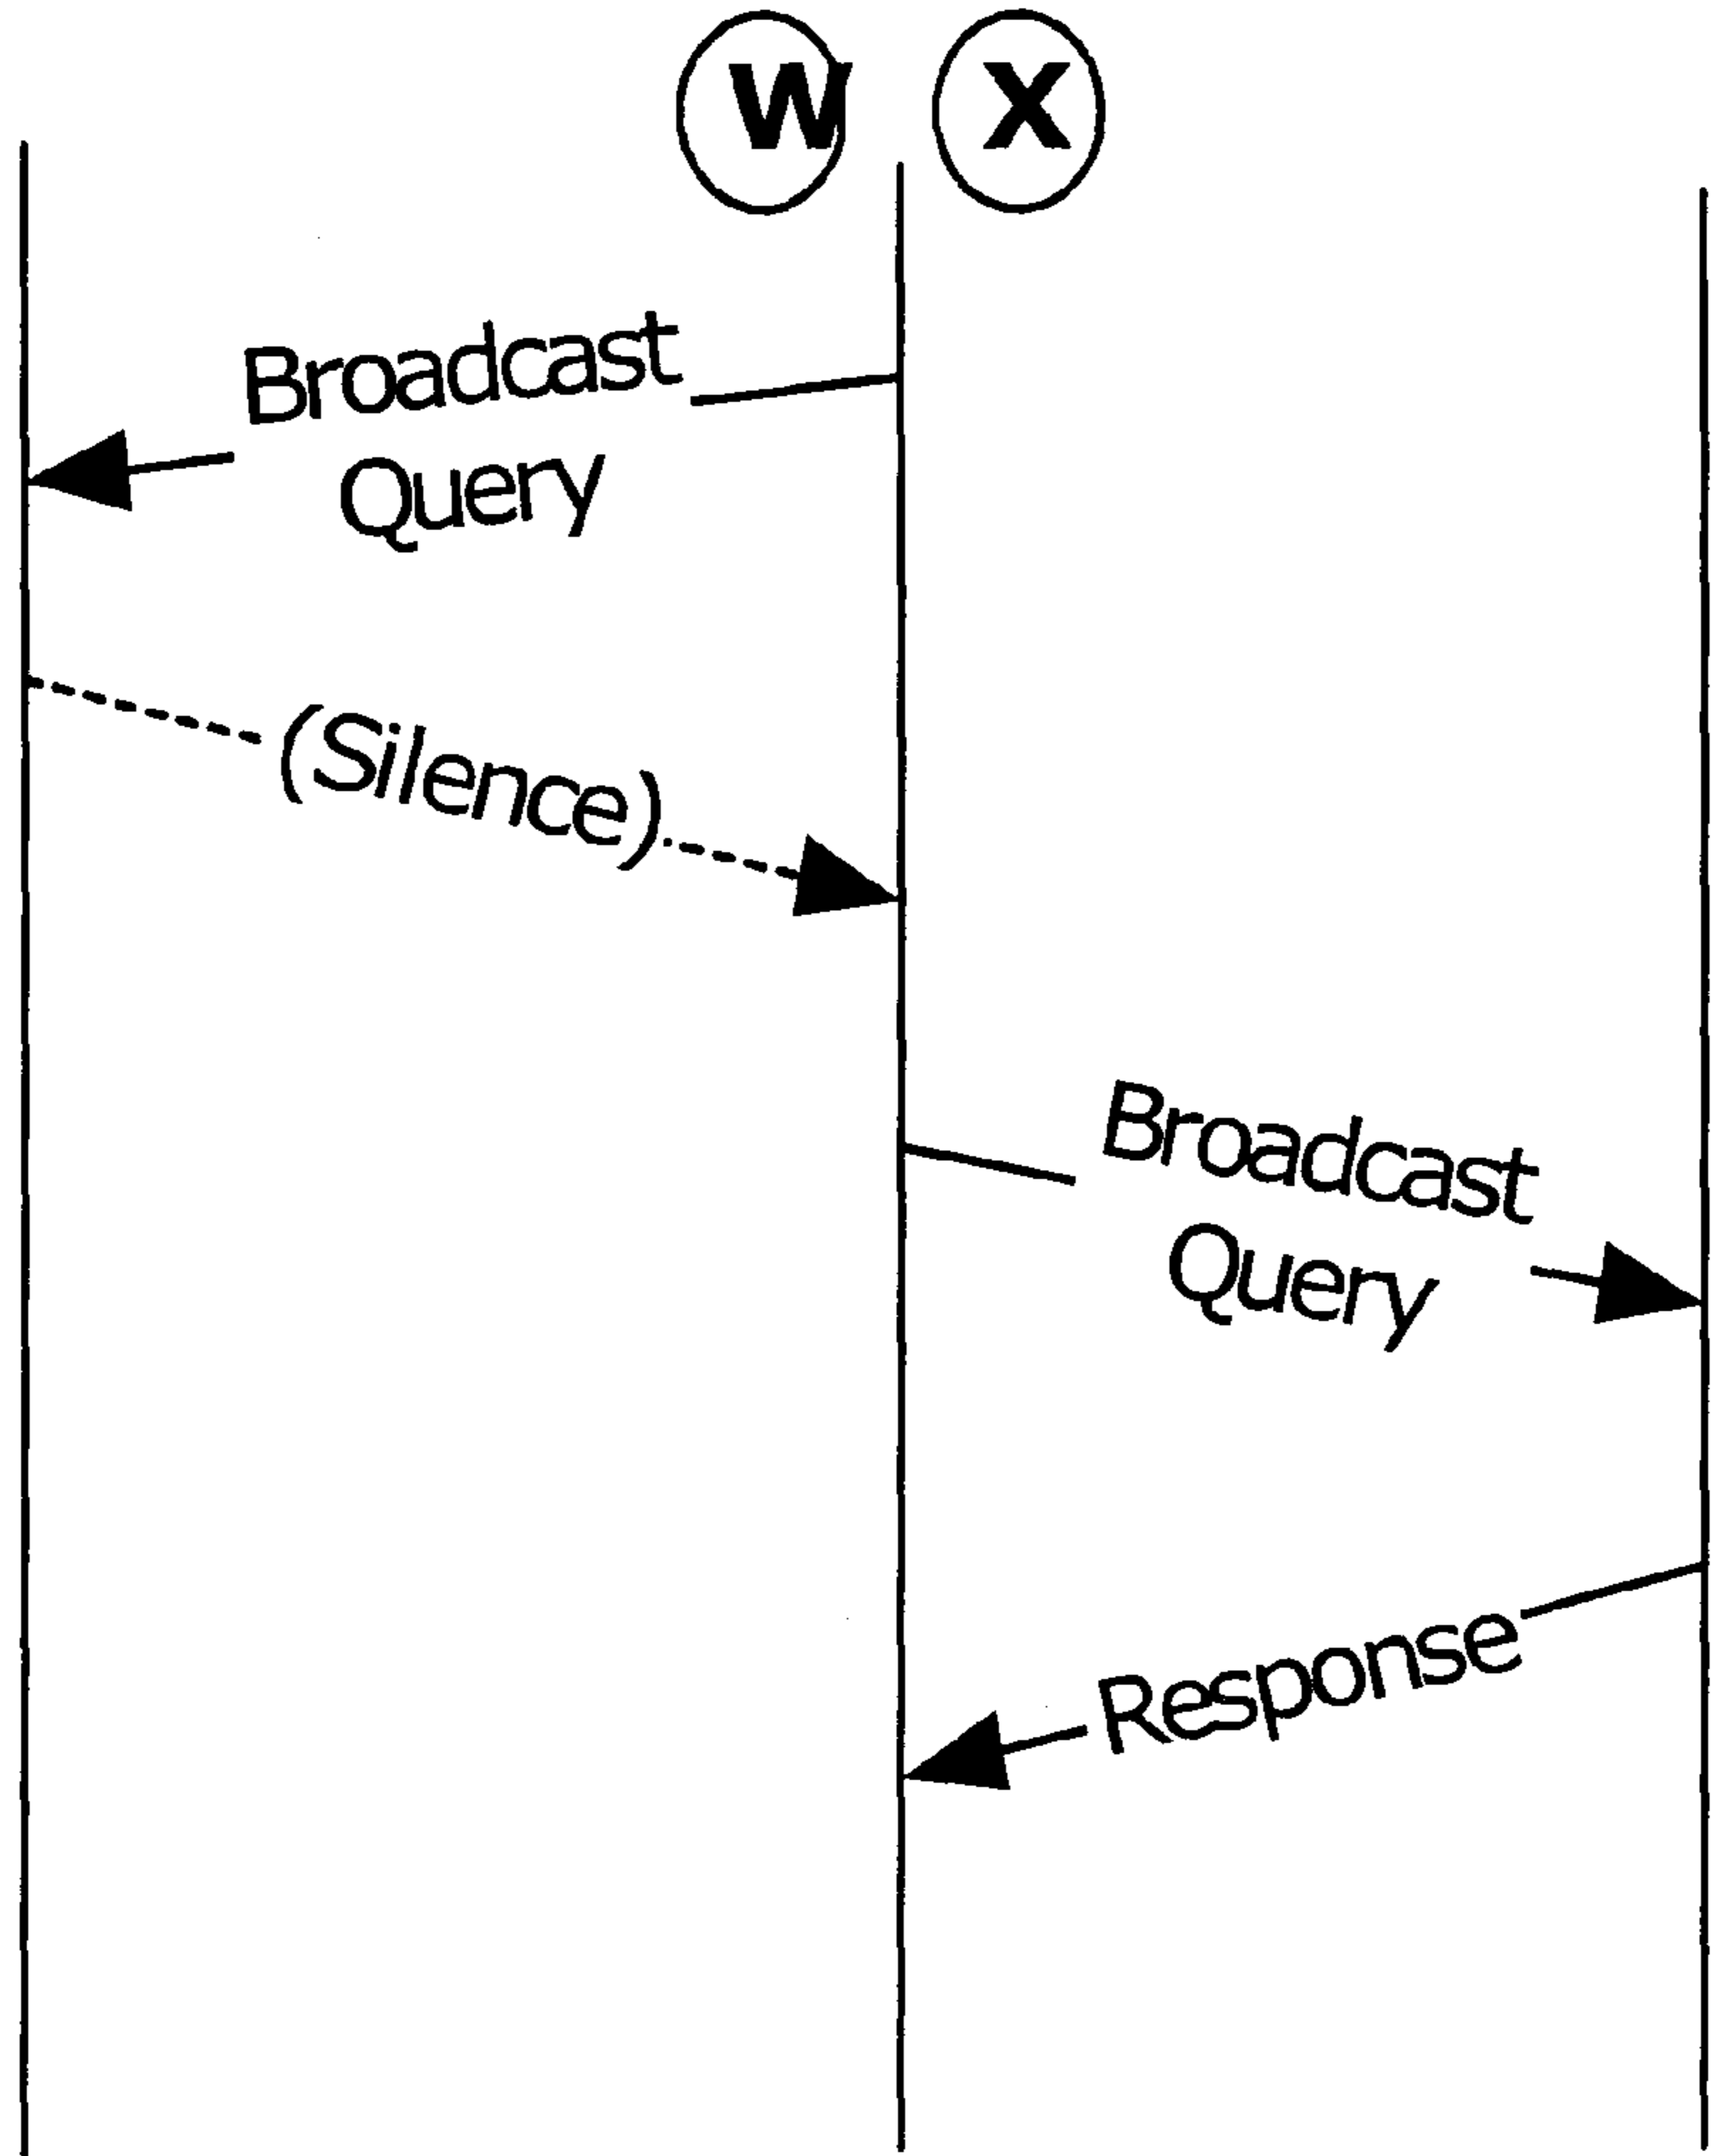 W X
Broadcast
Query
(Silence)
Broadcast
Query
Response